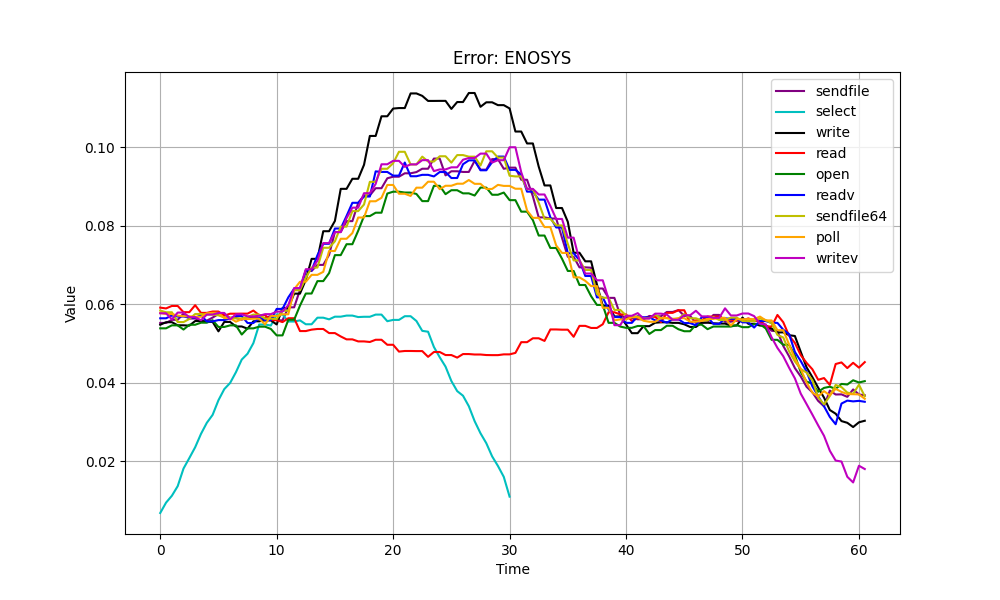 Error: ENOSYS
Value
0.10
0.08
0.06
0.04
0.02
0 10 20 30 40 50 60
Time
sendfile
select
write
read
open
readv
sendfile64
poll
writev